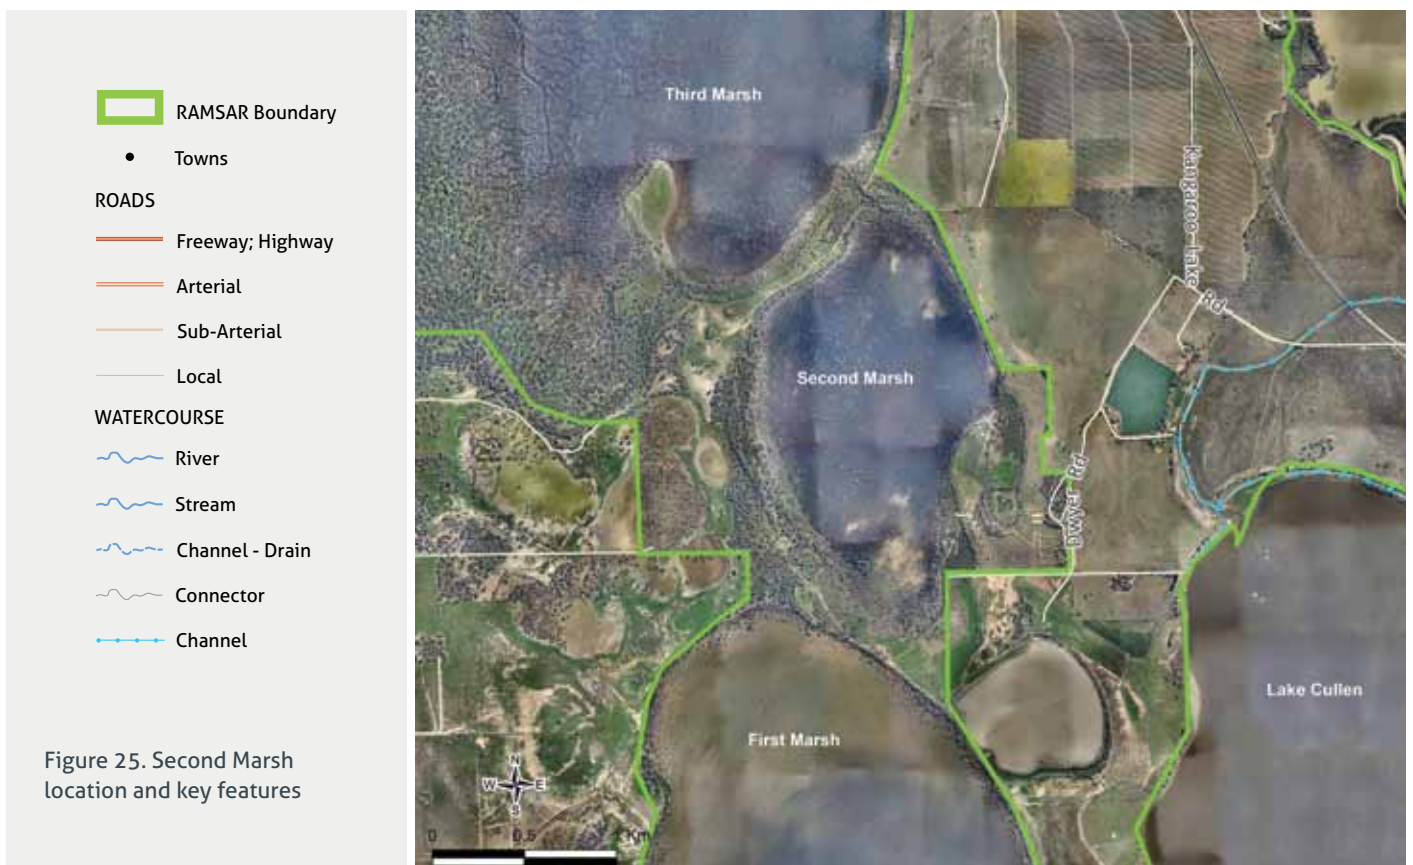 RAMSAR Boundary
Towns
ROADS
Freeway; Highway
Arterial
Sub-Arterial
Local
WATERCOURSE
River
Stream
Channel - Drain
Connector
Channel
Figure 25. Second Marsh
location and key features
Third Marsh
Kangaroo Lake Rd
Second Marsh
Dwyer Rd
Lake Cullen
First Marsh
N
W E
S
0 0.5 1 Km